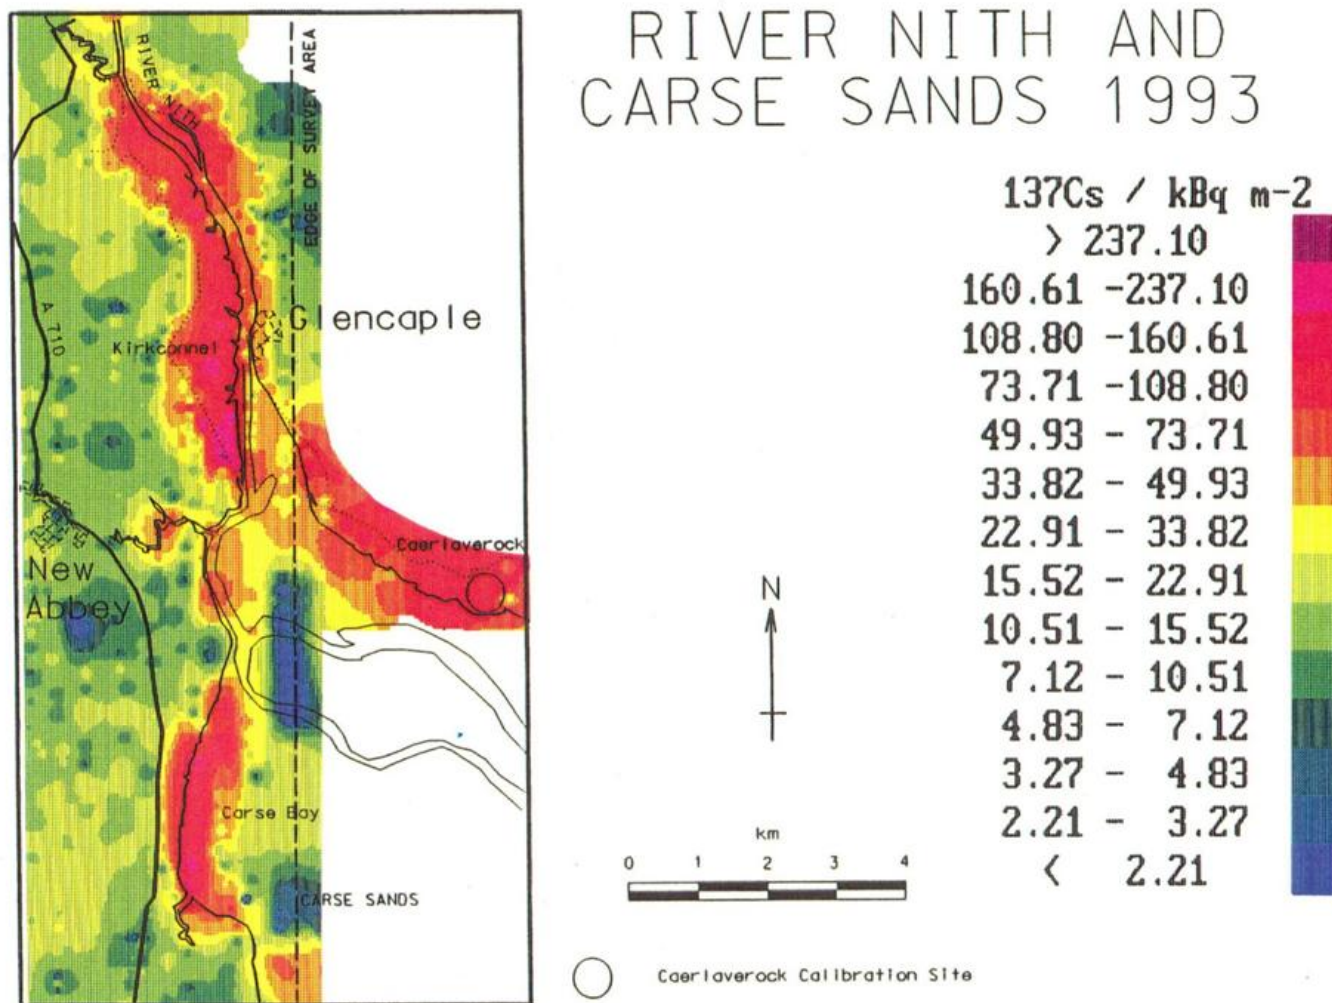 RIVER NITH AND
CARSE SANDS 1993
137Cs / kBq m-2
> 237.10
160.61 -237.10
108.80 -160.61
73.71 -108.80
49.93 - 73.71
33.82 - 49.93
22.91 - 33.82
15.52 - 22.91
10.51 - 15.52
7.12 - 10.51
4.83 - 7.12
3.27 - 4.83
2.21 - 3.27
< 2.21
RIVER NITH
EDGE OF SURVEY AREA
Glencaple
A 710
Kirkconnel
Caerlaverock
New
Abbey
Carse Bay
CARSE SANDS
N
km
0 1 2 3 4
Caerlaverock Calibration Site